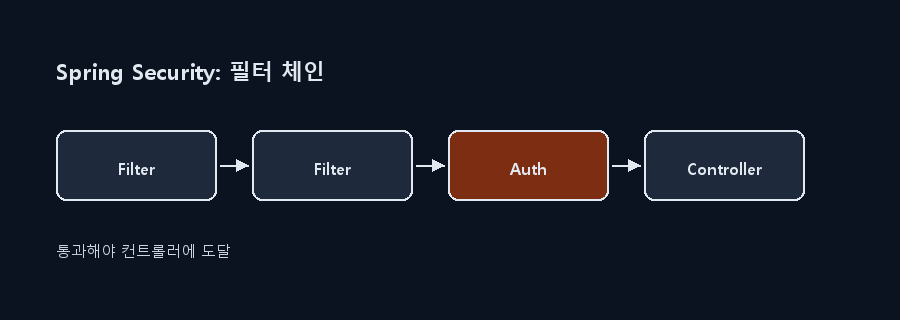 Spring Security: 필터 체인
Filter
Filter
Auth
Controller
통과해야 컨트롤러에 도달